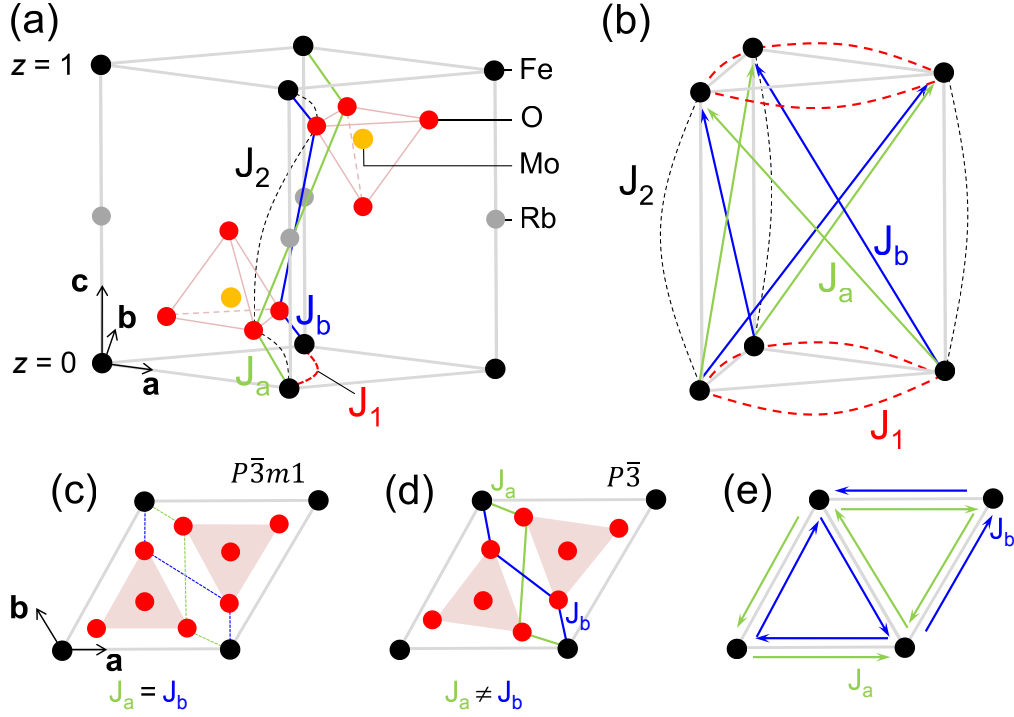 (a)
z = 1
Fe
O
Mo
Rb
J2
c
b
a
z = 0
Jb
Ja
J1
(b)
J2
Jb
Ja
J1
(c)
P3̅m1
b
a
Ja = Jb
(d)
P3̅
Ja
Jb
Ja ≠ Jb
(e)
Jb
Ja